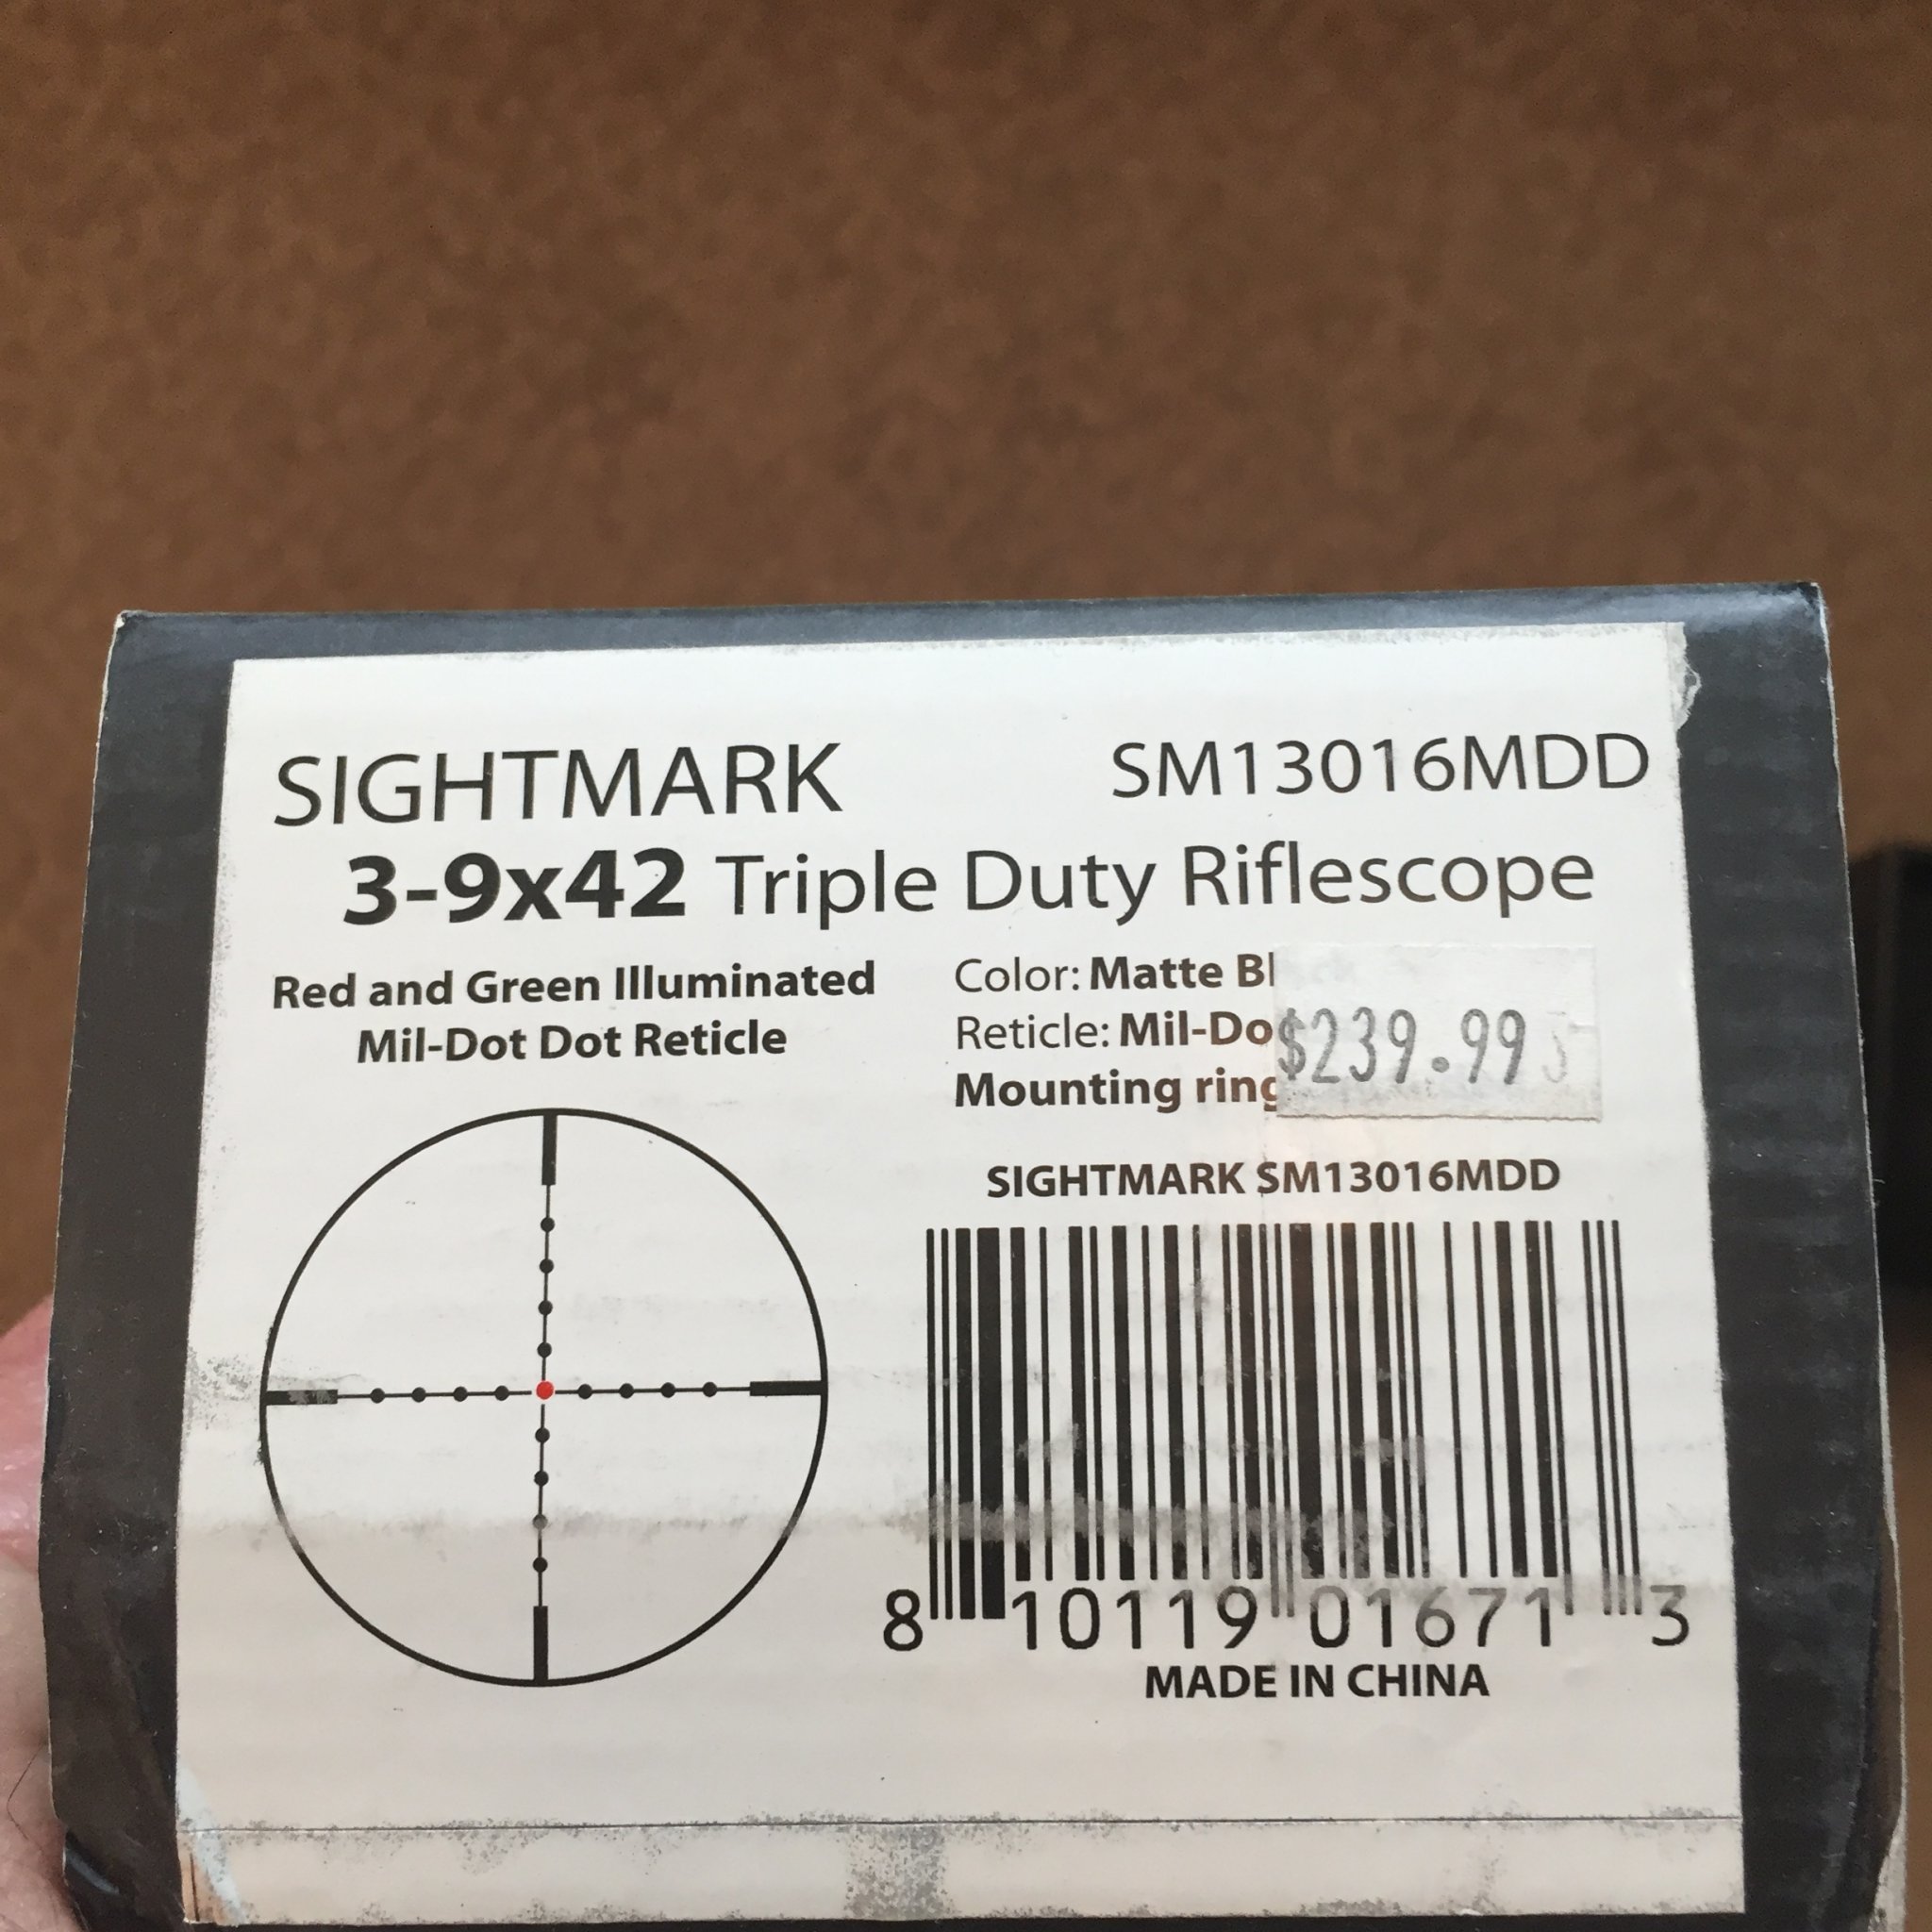 SIGHTMARK SM13016MDD
3-9x42 Triple Duty Riflescope
Red and Green Illuminated
Mil-Dot Dot Reticle
Color: Matte Bl
Reticle: Mil-Do
Mounting ring
$239.99
SIGHTMARK SM13016MDD
8 10119 01671 3
MADE IN CHINA